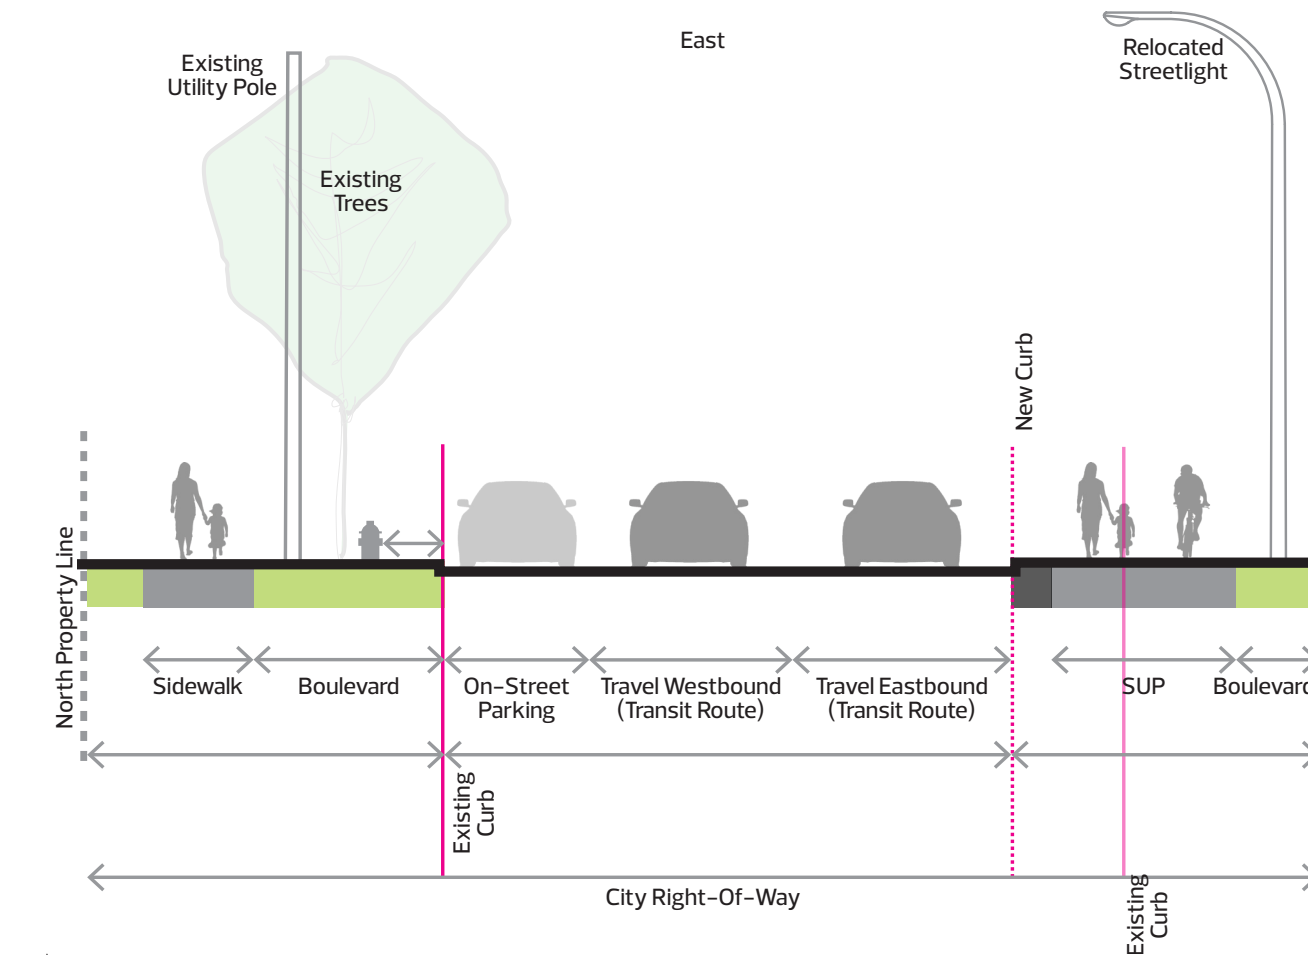 East
Existing
Utility Pole
Relocated
Streetlight
Existing
Trees
New Curb
North Property Line
Sidewalk
Boulevard
On-Street
Parking
Travel Westbound
(Transit Route)
Travel Eastbound
(Transit Route)
SUP
Boulevard
Existing
Curb
City Right-Of-Way
Existing
Curb